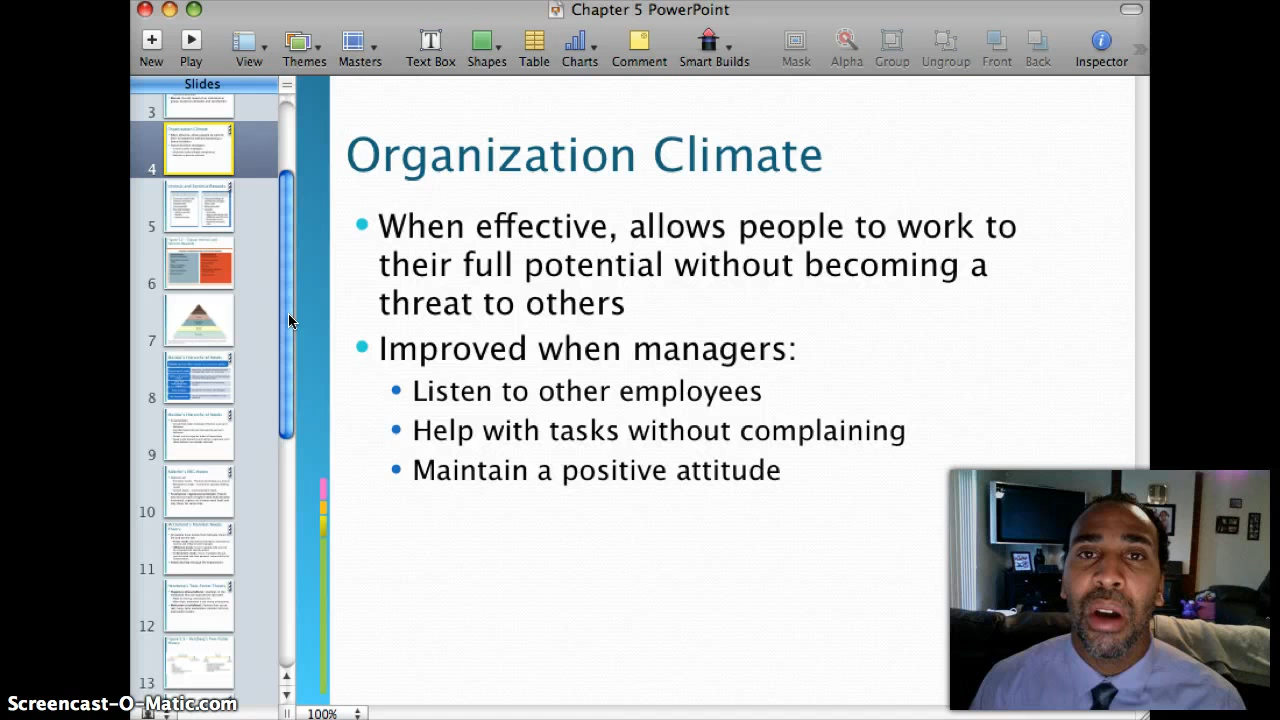 Chapter 5 PowerPoint
New Play View Themes Masters Text Box Shapes Table Charts Comment Smart Builds Mask Alpha Group Ungroup Front Back Inspector
Slides
3
4
5
6
7
8
9
10
11
12
13
Organization Climate
When effective, allows people to work to
their full potential without becoming a
threat to others
Improved when managers:
Listen to other employees
Help with tasks without complaining
Maintain a positive attitude
100%
Screencast-O-Matic.com